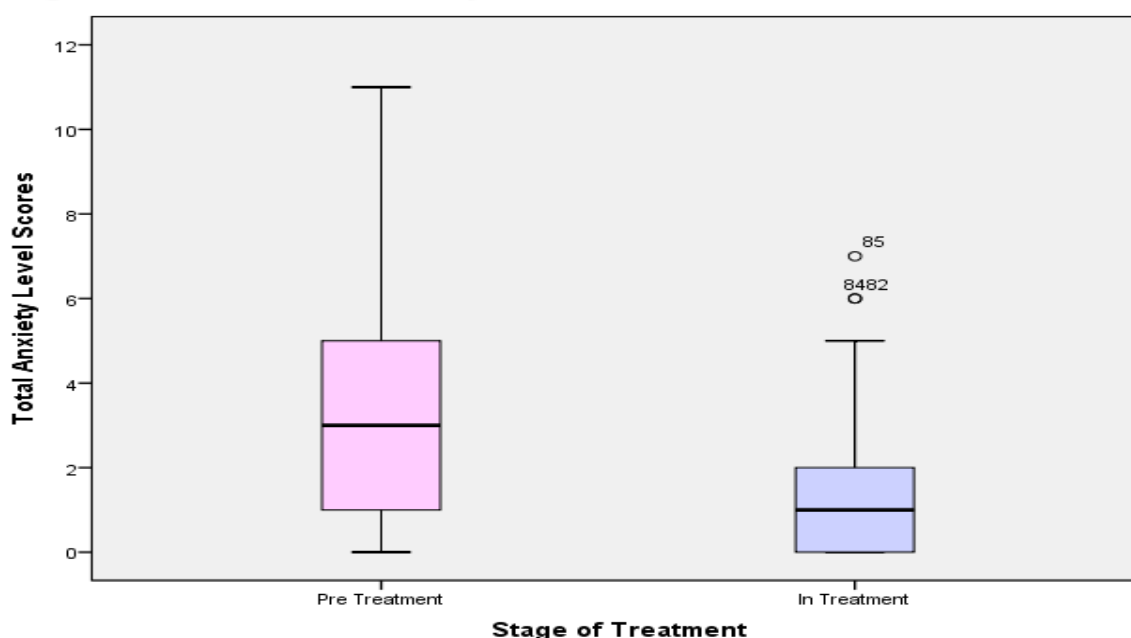 12
10
8
6
4
2
0
Total Anxiety Level Scores
85
8482
Pre Treatment
In Treatment
Stage of Treatment